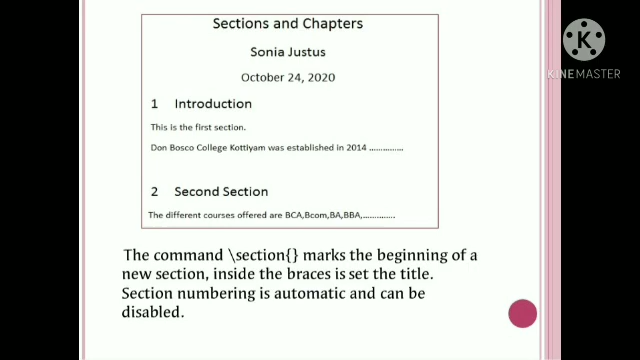 Sections and Chapters
Sonia Justus
October 24, 2020
1 Introduction
This is the first section.
Don Bosco College Kottiyam was established in 2014 ...............
2 Second Section
The different courses offered are BCA,Bcom,BA,BBA,..............
The command \section{} marks the beginning of a
new section, inside the braces is set the title.
Section numbering is automatic and can be
disabled.
KINEMASTER